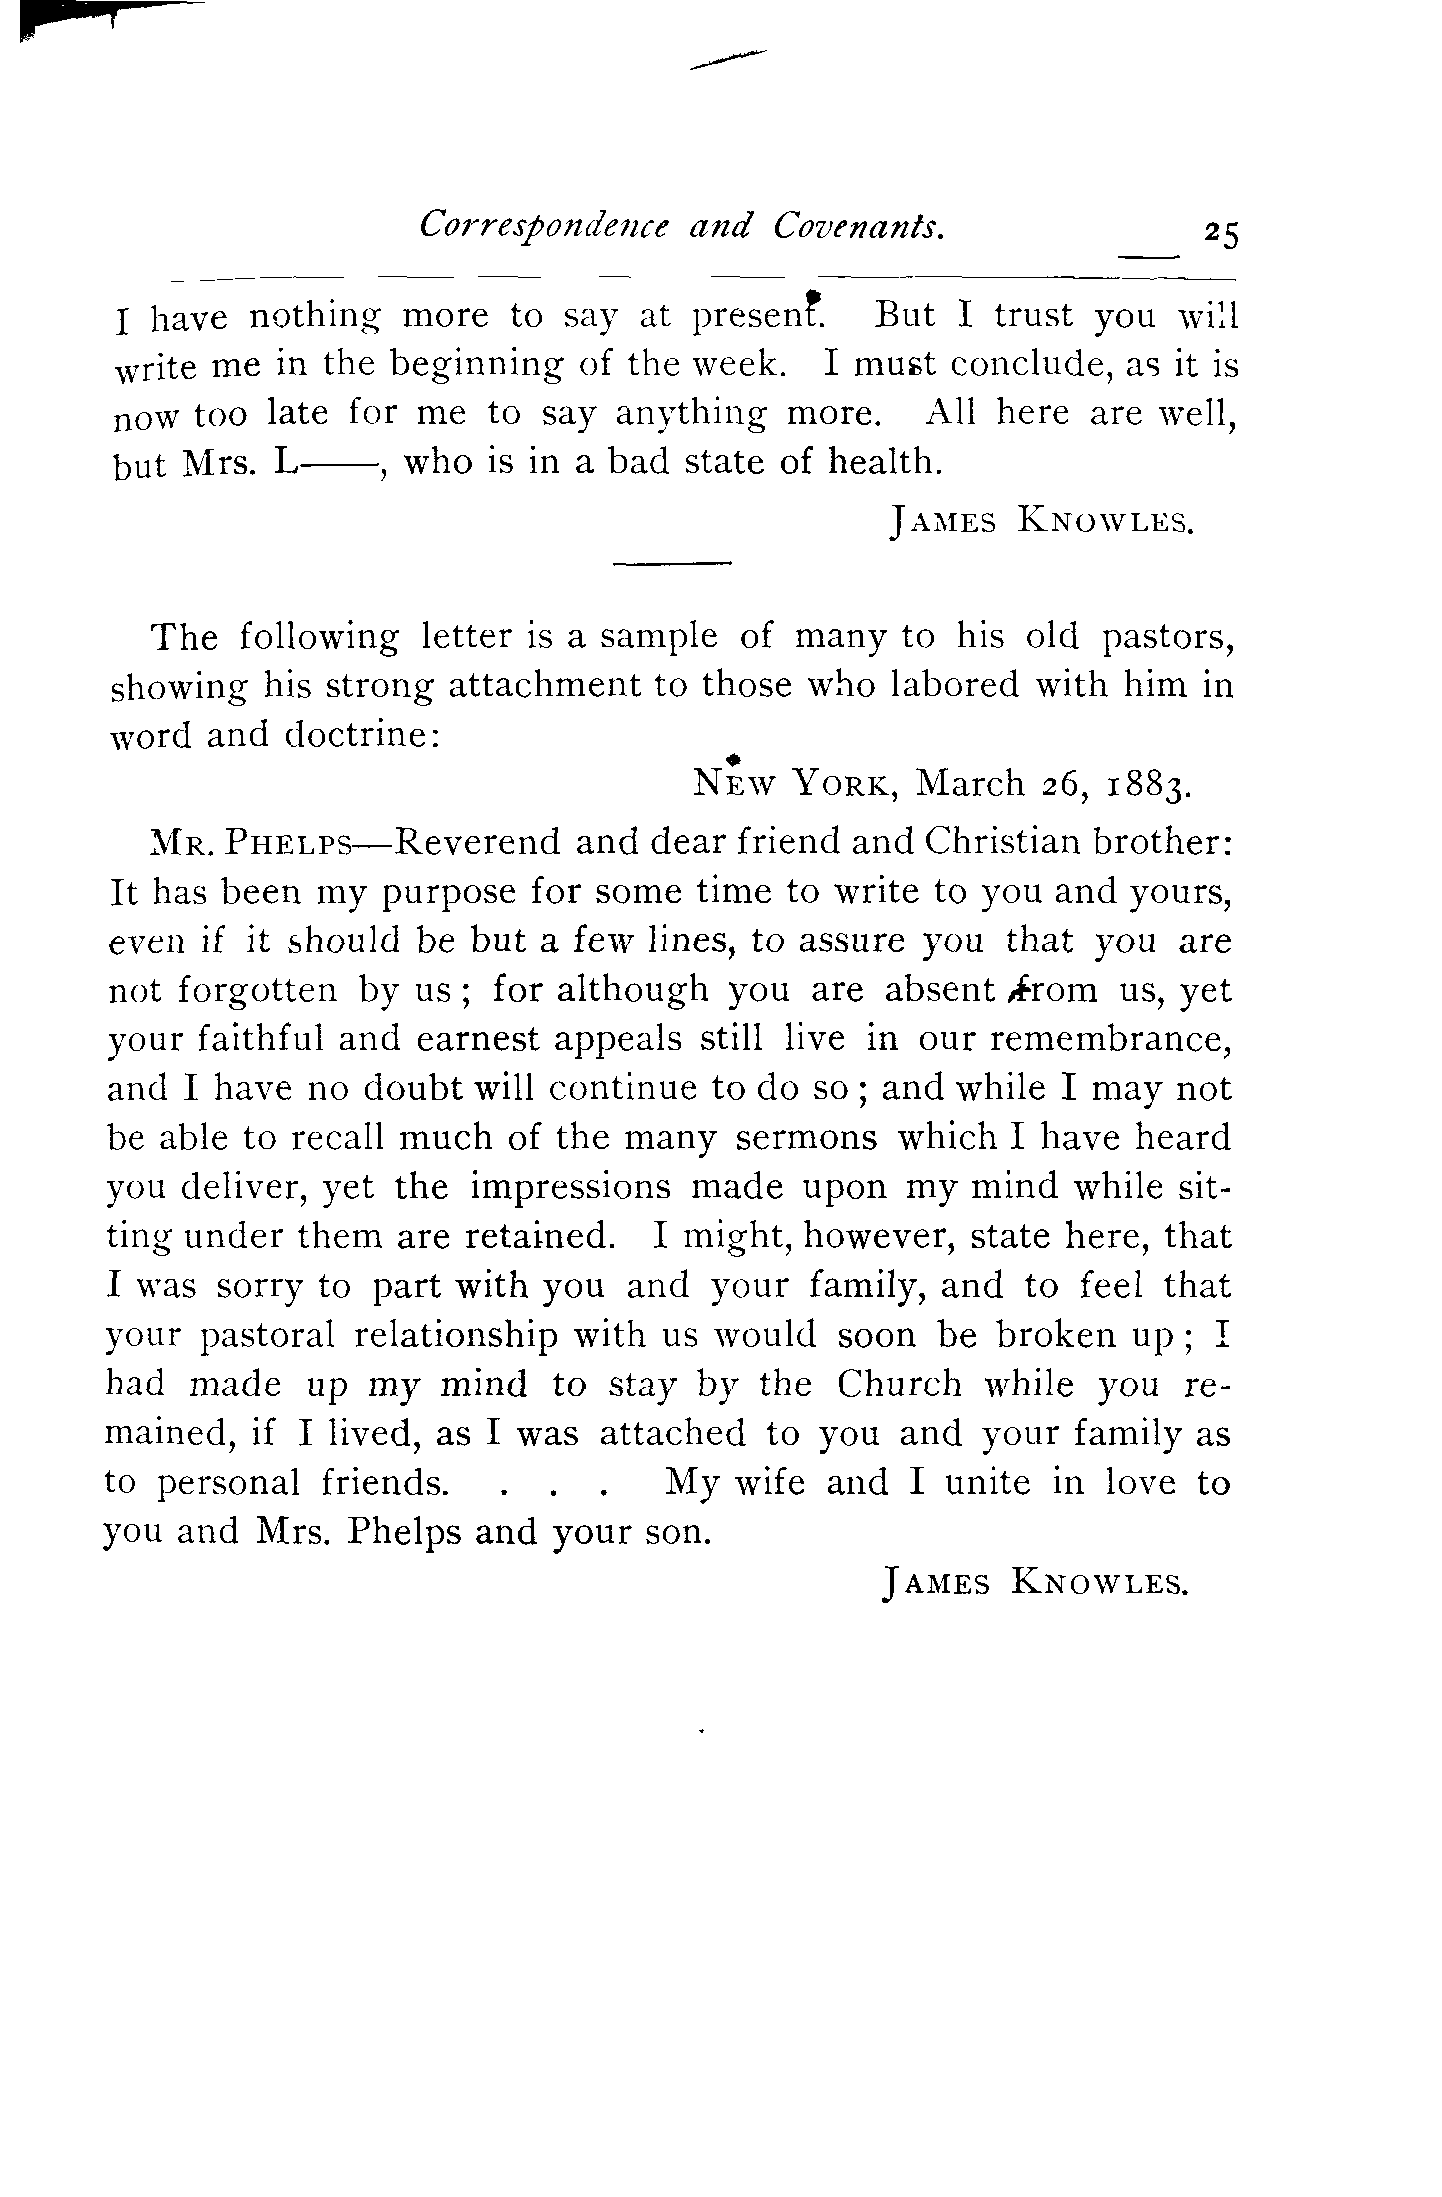 Correspondence and Covenants. 25
I have nothing more to say at present. But I trust you will
write me in the beginning of the week. I must conclude, as it is
now too late for me to say anything more. All here are well,
but Mrs. L——, who is in a bad state of health.
JAMES KNOWLES.
The following letter is a sample of many to his old pastors,
showing his strong attachment to those who labored with him in
word and doctrine:
NEW YORK, March 26, 1883.
MR. PHELPS—Reverend and dear friend and Christian brother:
It has been my purpose for some time to write to you and yours,
even if it should be but a few lines, to assure you that you are
not forgotten by us; for although you are absent from us, yet
your faithful and earnest appeals still live in our remembrance,
and I have no doubt will continue to do so; and while I may not
be able to recall much of the many sermons which I have heard
you deliver, yet the impressions made upon my mind while sit-
ting under them are retained. I might, however, state here, that
I was sorry to part with you and your family, and to feel that
your pastoral relationship with us would soon be broken up; I
had made up my mind to stay by the Church while you re-
mained, if I lived, as I was attached to you and your family as
to personal friends. . . . My wife and I unite in love to
you and Mrs. Phelps and your son.
JAMES KNOWLES.